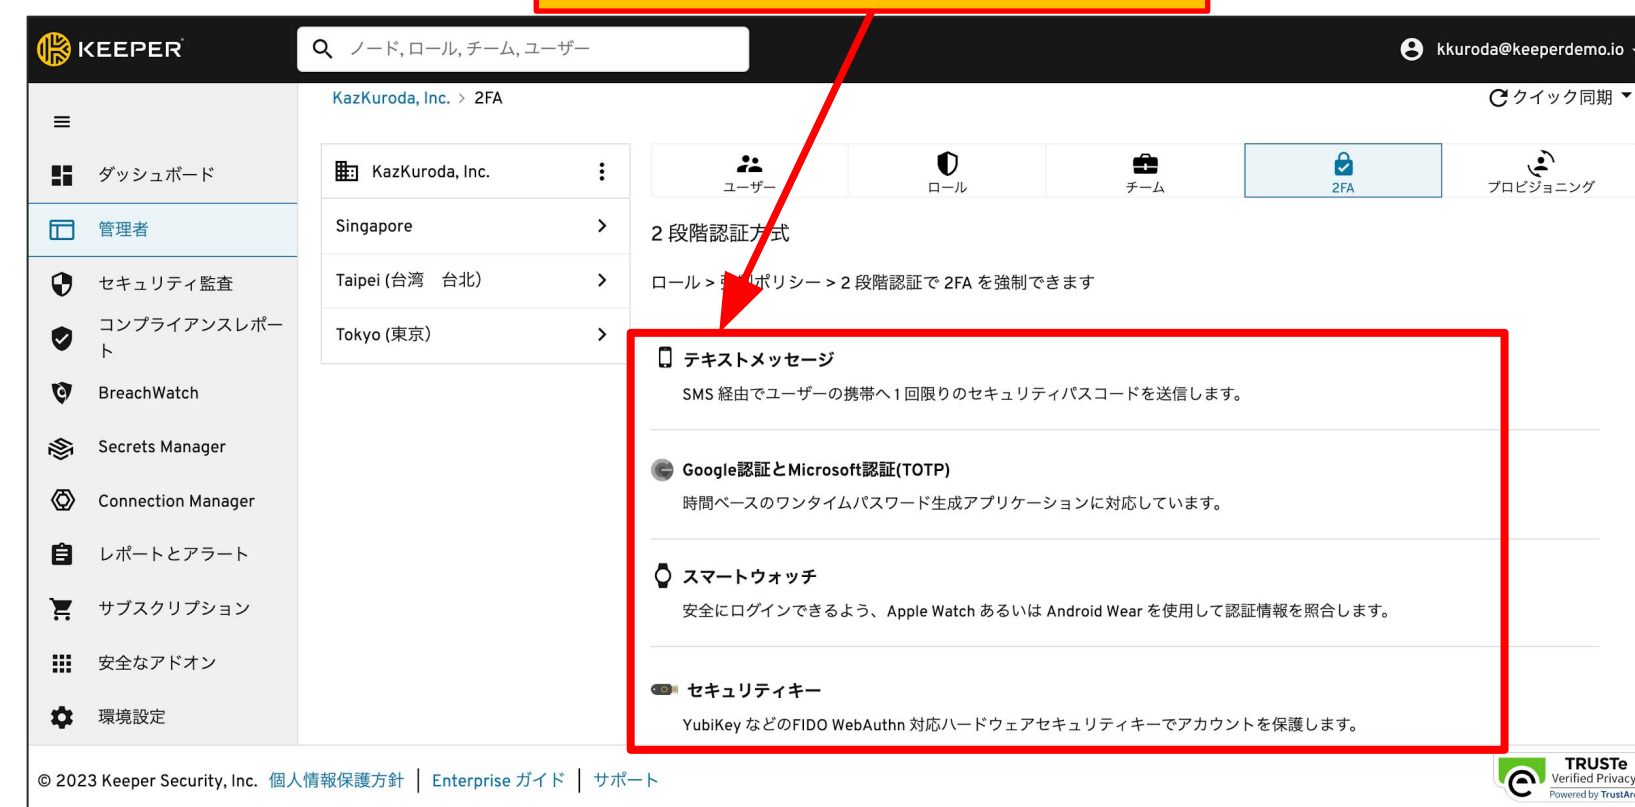 KEEPER
ノード, ロール, チーム, ユーザー
kkuroda@keeperdemo.io
KazKuroda, Inc. > 2FA
クイック同期
ダッシュボード
管理者
セキュリティ監査
コンプライアンスレポー
ト
BreachWatch
Secrets Manager
Connection Manager
レポートとアラート
サブスクリプション
安全なアドオン
環境設定
KazKuroda, Inc.
Singapore
Taipei (台湾 台北)
Tokyo (東京)
ユーザー
ロール
チーム
2FA
プロビジョニング
2 段階認証方式
ロール > 強制ポリシー > 2 段階認証で 2FA を強制できます
テキストメッセージ
SMS 経由でユーザーの携帯へ 1 回限りのセキュリティパスコードを送信します。
Google認証とMicrosoft認証(TOTP)
時間ベースのワンタイムパスワード生成アプリケーションに対応しています。
スマートウォッチ
安全にログインできるよう、Apple Watch あるいは Android Wear を使用して認証情報を照合します。
セキュリティキー
YubiKey などのFIDO WebAuthn 対応ハードウェアセキュリティキーでアカウントを保護します。
© 2023 Keeper Security, Inc. 個人情報保護方針 | Enterprise ガイド | サポート
TRUSTe
Verified Privacy
Powered by TrustArc